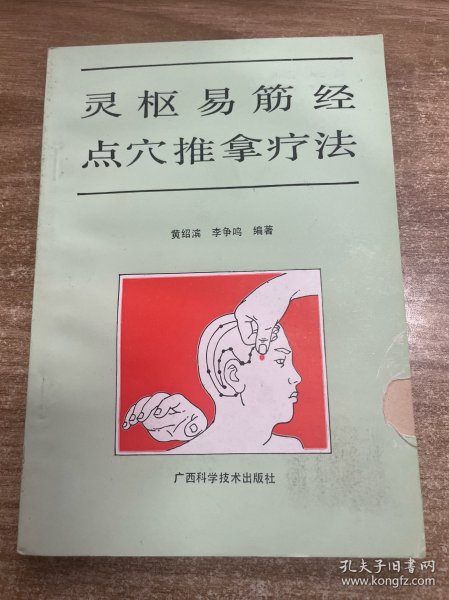 灵枢易筋经
点穴推拿疗法
黄绍滨 李争鸣 编著
广西科学技术出版社
孔夫子旧书网
www.kongfz.com